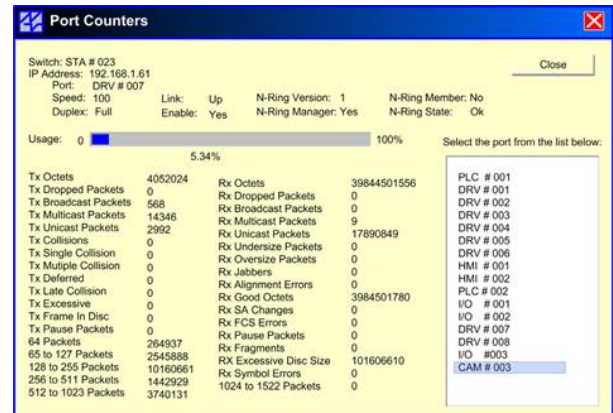 Port Counters
Switch: STA # 023
IP Address: 192.168.1.61
Close
Port: DRV # 007
Speed: 100 Link: Up N-Ring Version: 1 N-Ring Member: No
Duplex: Full Enable: Yes N-Ring Manager: Yes N-Ring State: Ok
Usage: 0 100%
5.34%
Select the port from the list below:
Tx Octets 4052024
Tx Dropped Packets 0
Tx Broadcast Packets 568
Tx Multicast Packets 14346
Tx Unicast Packets 2992
Tx Collisions 0
Tx Single Collision 0
Tx Mutiple Collision 0
Tx Deferred 0
Tx Late Collision 0
Tx Excessive 0
Tx Frame In Disc 0
Tx Pause Packets 0
64 Packets 264937
65 to 127 Packets 2545888
128 to 255 Packets 10160661
256 to 511 Packets 1442929
512 to 1023 Packets 3740131
Rx Octets 39844501556
Rx Dropped Packets 0
Rx Broadcast Packets 0
Rx Multicast Packets 9
Rx Unicast Packets 17890849
Rx Undersize Packets 0
Rx Oversize Packets 0
Rx Jabbers 0
Rx Alignment Errors 0
Rx Good Octets 3984501780
Rx SA Changes 0
Rx FCS Errors 0
Rx Pause Packets 0
Rx Fragments 0
RX Excessive Disc Size 101606610
Rx Symbol Errors 0
1024 to 1522 Packets 0
PLC # 001
DRV # 001
DRV # 002
DRV # 003
DRV # 004
DRV # 005
DRV # 006
HMI # 001
HMI # 002
PLC # 002
I/O # 001
I/O # 002
DRV # 007
DRV # 008
I/O #003
CAM # 003